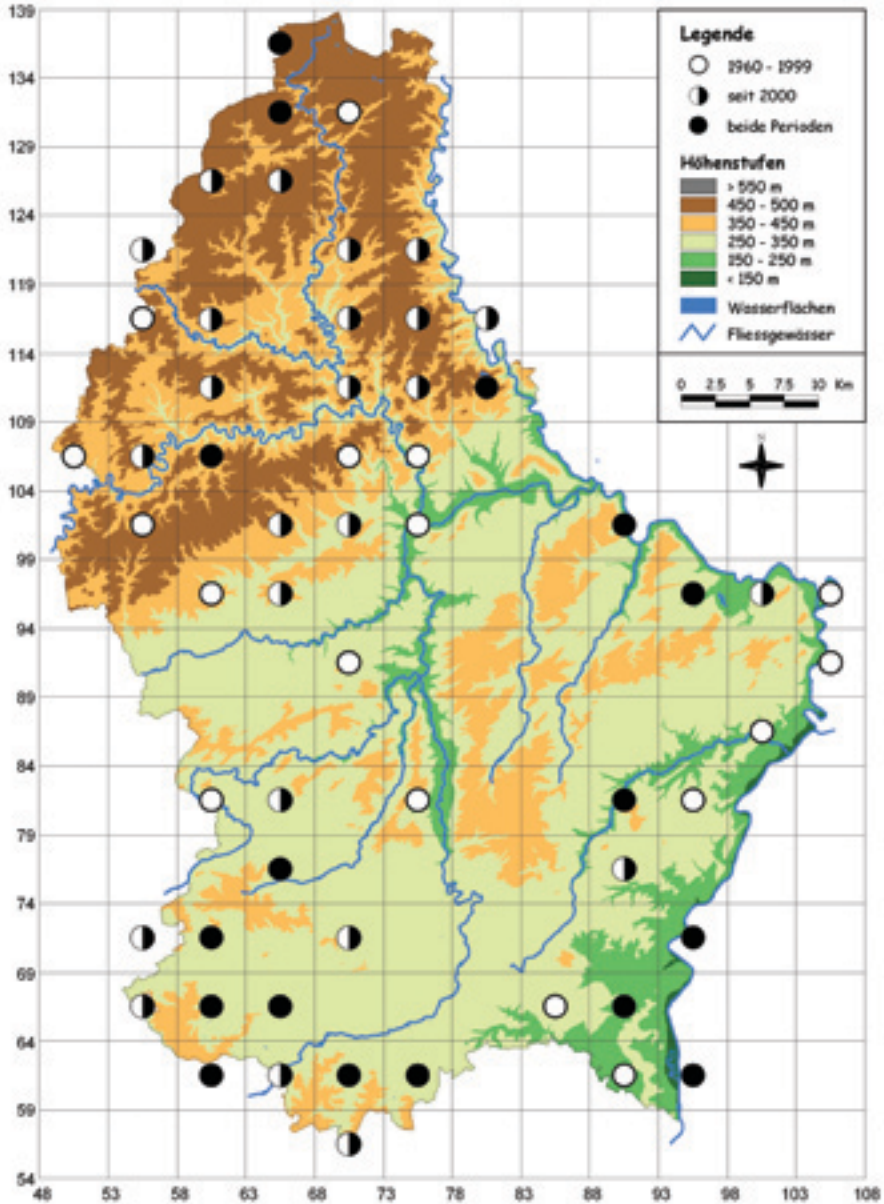 139
134
129
124
119
114
109
104
99
94
89
84
79
74
69
64
59
54
48 53 58 63 68 73 78 83 88 93 98 103 108
Legende
1960 - 1999
seit 2000
beide Perioden
Höhenstufen
> 550 m
450 - 500 m
350 - 450 m
250 - 350 m
150 - 250 m
< 150 m
Wasserflächen
Fliessgewässer
0 2.5 5 7.5 10 Km
N